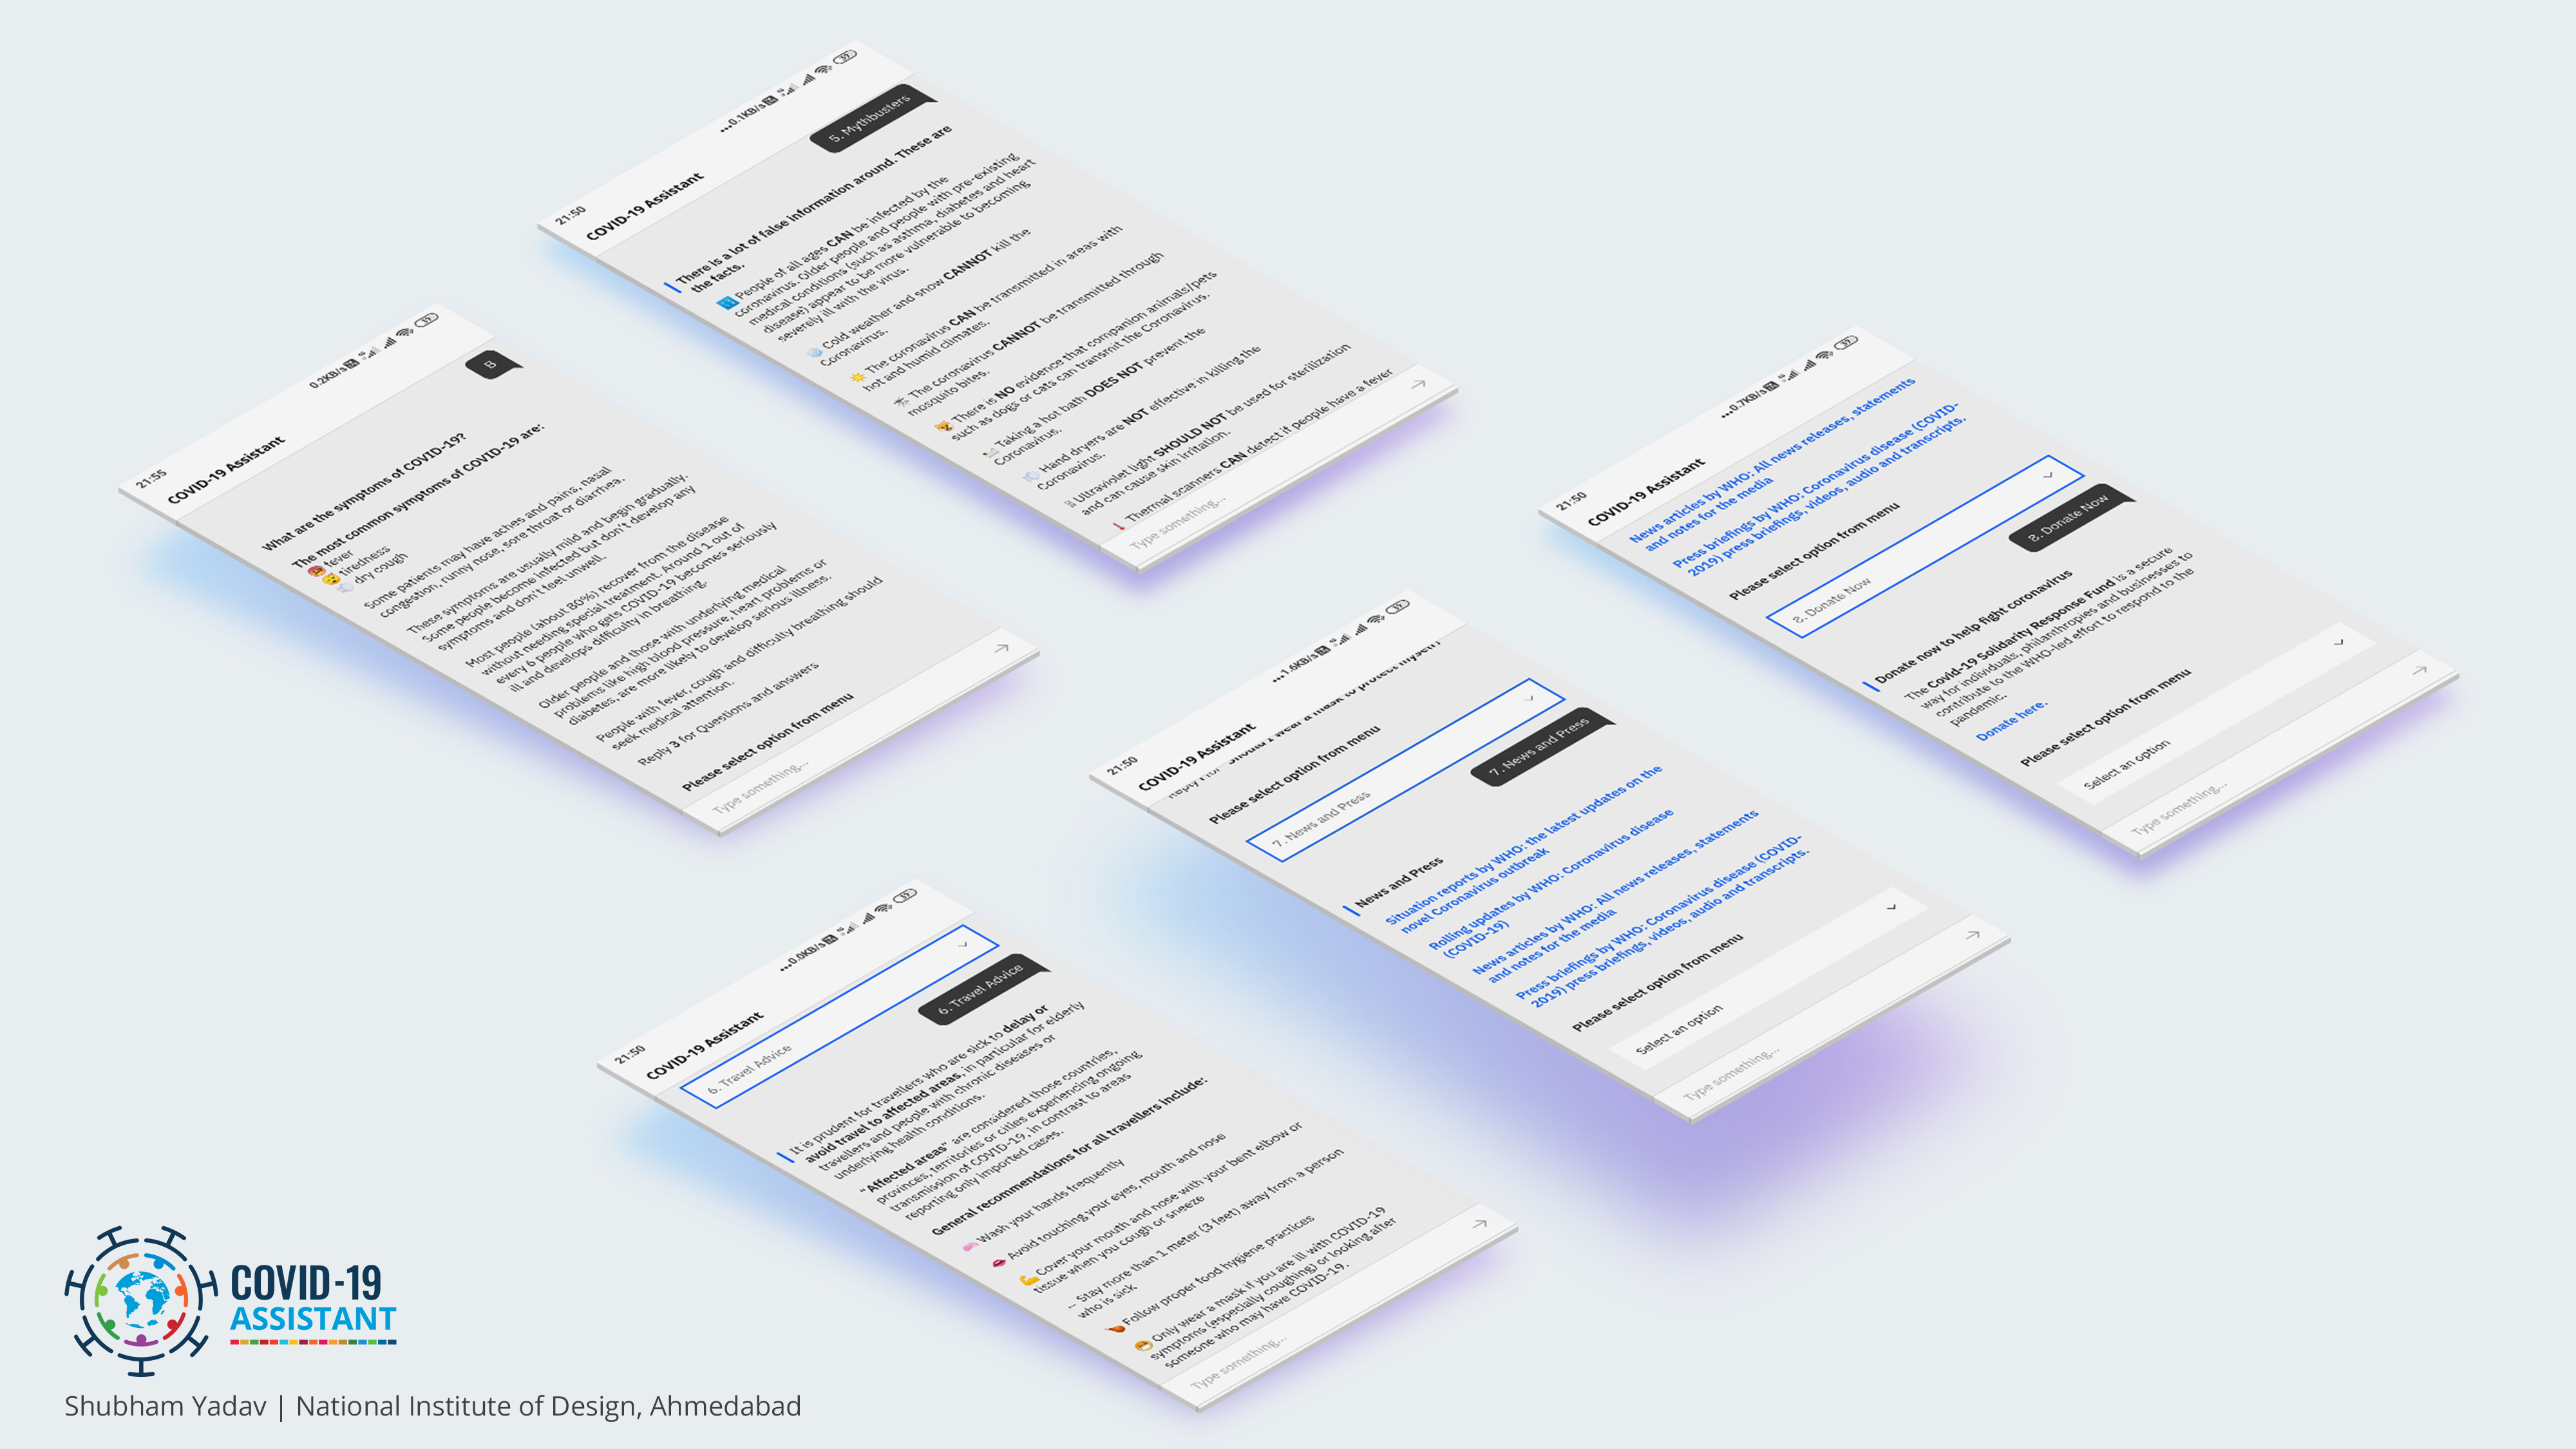 21:50
...0.1KB/s
COVID-19 Assistant
5. Mythbusters
There is a lot of false information around. These are
the facts.
People of all ages CAN be infected by the
coronavirus. Older people and people with pre-existing
medical conditions (such as asthma, diabetes and heart
disease) appear to be more vulnerable to becoming
severely ill with the virus.
Cold weather and snow CANNOT kill the
Coronavirus.
The coronavirus CAN be transmitted in areas with
hot and humid climates.
The coronavirus CANNOT be transmitted through
mosquito bites.
There is NO evidence that companion animals/pets
such as dogs or cats can transmit the Coronavirus.
Taking a hot bath DOES NOT prevent the
Coronavirus.
Hand dryers are NOT effective in killing the
Coronavirus.
Ultraviolet light SHOULD NOT be used for sterilization
and can cause skin irritation.
Thermal scanners CAN detect if people have a fever
Type something...
21:55
0.2KB/s
COVID-19 Assistant
B
What are the symptoms of COVID-19?
The most common symptoms of COVID-19 are:
fever
tiredness
dry cough
Some patients may have aches and pains, nasal
congestion, runny nose, sore throat or diarrhea.
These symptoms are usually mild and begin gradually.
Some people become infected but don't develop any
symptoms and don't feel unwell.
Most people (about 80%) recover from the disease
without needing special treatment. Around 1 out of
every 6 people who gets COVID-19 becomes seriously
ill and develops difficulty in breathing.
Older people and those with underlying medical
problems like high blood pressure, heart problems or
diabetes, are more likely to develop serious illness.
People with fever, cough and difficulty breathing should
seek medical attention.
Reply 3 for Questions and answers
Please select option from menu
Type something...
21:50
...0.7KB/s
COVID-19 Assistant
News articles by WHO: All news releases, statements
and notes for the media
Press briefings by WHO: Coronavirus disease (COVID-
2019) press briefings, videos, audio and transcripts.
Please select option from menu
8. Donate Now
8. Donate Now
Donate now to help fight coronavirus
The Covid-19 Solidarity Response Fund is a secure
way for individuals, philanthropies and businesses to
contribute to the WHO-led effort to respond to the
pandemic.
Donate here.
Please select option from menu
Select an option
Type something...
21:50
...1.6KB/s
COVID-19 Assistant
Please select option from menu
7. News and Press
7. News and Press
News and Press
Situation reports by WHO: the latest updates on the
novel Coronavirus outbreak
Rolling updates by WHO: Coronavirus disease
(COVID-19)
News articles by WHO: All news releases, statements
and notes for the media
Press briefings by WHO: Coronavirus disease (COVID-
2019) press briefings, videos, audio and transcripts.
Please select option from menu
Select an option
Type something...
21:50
...0.0KB/s
COVID-19 Assistant
6. Travel Advice
6. Travel Advice
It is prudent for travellers who are sick to delay or
avoid travel to affected areas, in particular for elderly
travellers and people with chronic diseases or
underlying health conditions.
"Affected areas" are considered those countries,
provinces, territories or cities experiencing ongoing
transmission of COVID-19, in contrast to areas
reporting only imported cases.
General recommendations for all travellers include:
Wash your hands frequently
Avoid touching your eyes, mouth and nose
Cover your mouth and nose with your bent elbow or
tissue when you cough or sneeze
Stay more than 1 meter (3 feet) away from a person
who is sick
Follow proper food hygiene practices
Only wear a mask if you are ill with COVID-19
symptoms (especially coughing) or looking after
someone who may have COVID-19.
Type something...
COVID-19
ASSISTANT
Shubham Yadav | National Institute of Design, Ahmedabad